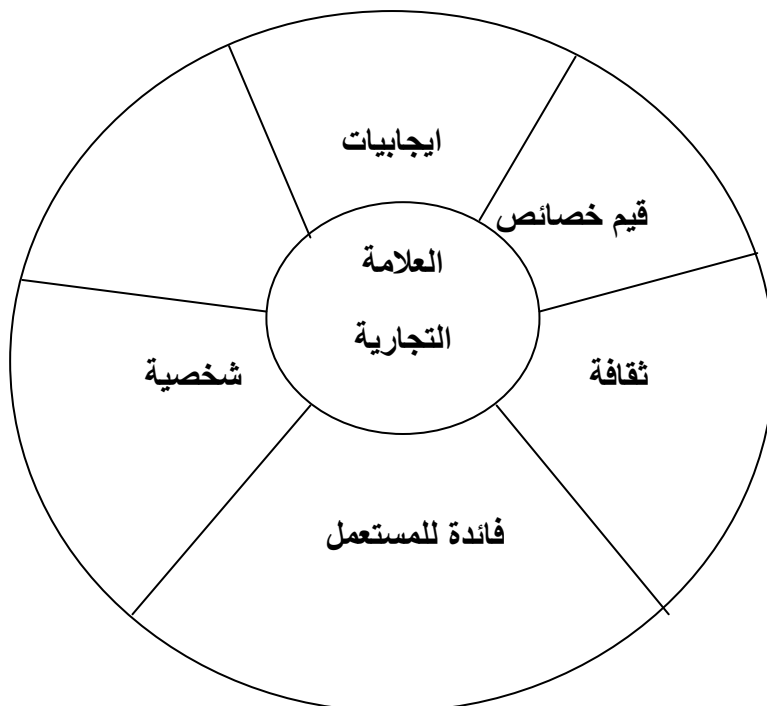 ايجابيات
قيم خصائص
العلامة
التجارية
شخصية
ثقافة
فائدة للمستعمل